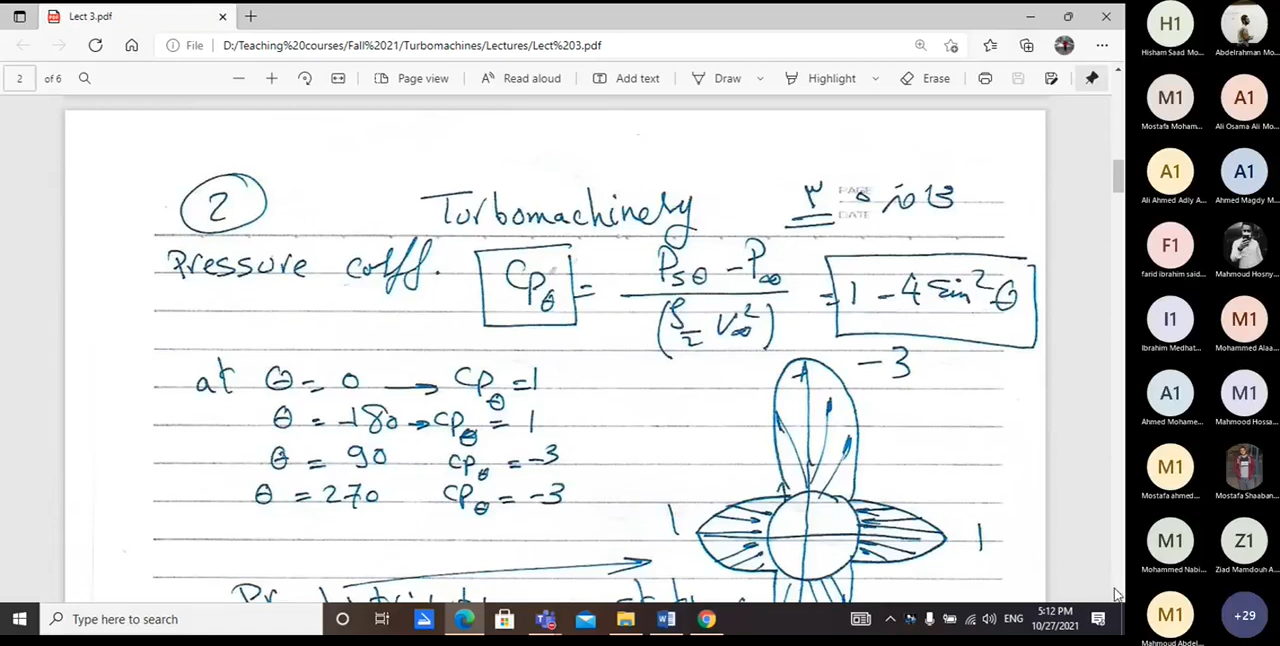 Lect 3.pdf
File D:/Teaching%20courses/Fall%2021/Turbomachines/Lectures/Lect%203.pdf
2 of 6 Page view Read aloud Add text Draw Highlight Erase
2 Turbomachinery ٣ PAGE
DATE
Pressure coeff. Cpθ = (Psθ - P∞) / (ρ/2 V∞²) = 1 - 4 Sin²θ
at θ = 0 → Cpθ = 1
-3
θ = 180 → Cpθ = 1
θ = 90 Cpθ = -3
θ = 270 Cpθ = -3
1 1
H1
Hisham Saad Mo... Abdelrahman Mo...
M1 A1
Mostafa Moham... Ali Osama Ali Mo...
A1 A1
Ali Ahmed Adly A... Ahmed Magdy M...
F1
farid ibrahim said... Mahmoud Hosny...
I1 M1
Ibrahim Medhat... Mohammed Alaa...
A1 M1
Ahmed Mohame... Mahmood Hossa...
M1
Mostafa ahmed... Mostafa Shaaban...
M1 Z1
Mohammed Nabi... Ziad Mamdouh A...
M1 +29
Mahmoud Abdel...
Type here to search ENG 5:12 PM
10/27/2021